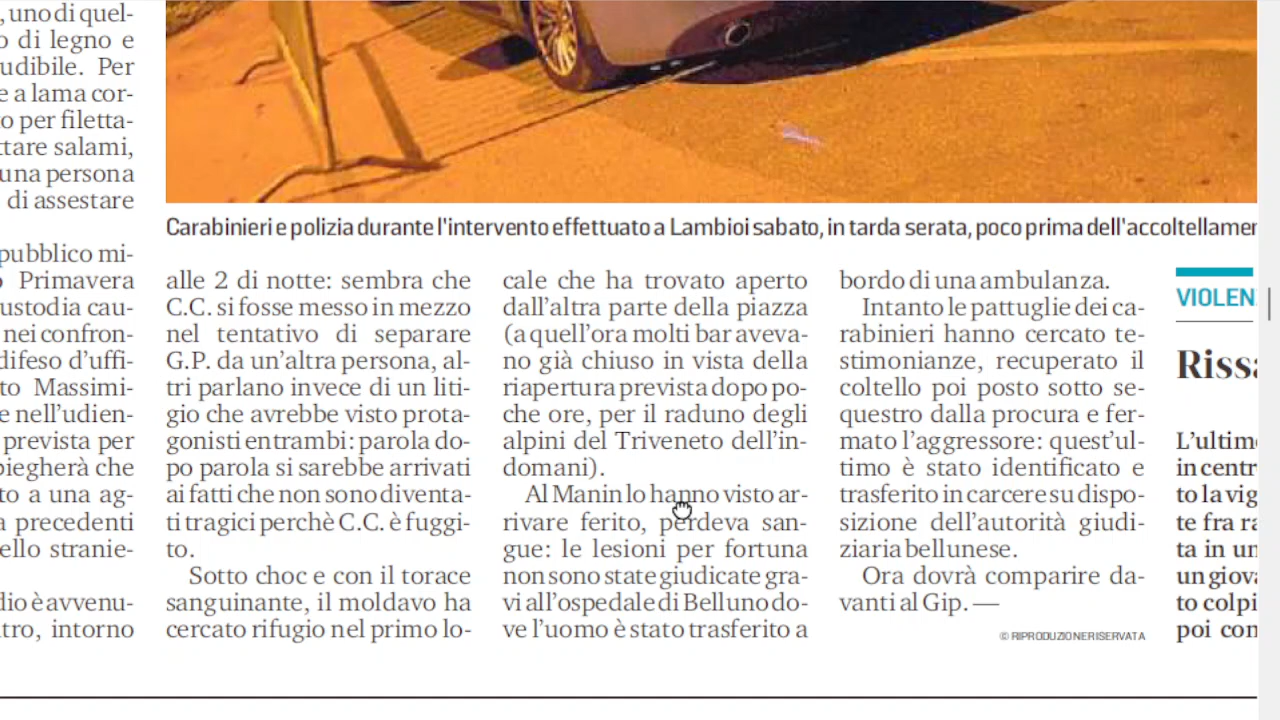 , uno di quel-
o di legno e
udibile. Per
e a lama cor-
o per filetta-
ttare salami,
una persona
di assestare
pubblico mi-
Primavera
ustodia cau-
nei confron-
difeso d’uffi-
to Massimi-
e nell’udien-
prevista per
piegherà che
to a una ag-
a precedenti
ello stranie-
dio è avvenu-
tro, intorno
Carabinieri e polizia durante l'intervento effettuato a Lambioi sabato, in tarda serata, poco prima dell'accoltellamen
alle 2 di notte: sembra che
C.C. si fosse messo in mezzo
nel tentativo di separare
G.P. da un’altra persona, al-
tri parlano invece di un liti-
gio che avrebbe visto prota-
gonisti entrambi: parola do-
po parola si sarebbe arrivati
ai fatti che non sono diventa-
ti tragici perchè C.C. è fuggi-
to.
Sotto choc e con il torace
sanguinante, il moldavo ha
cercato rifugio nel primo lo-
cale che ha trovato aperto
dall’altra parte della piazza
(a quell’ora molti bar aveva-
no già chiuso in vista della
riapertura prevista dopo po-
che ore, per il raduno degli
alpini del Triveneto dell’in-
domani).
Al Manin lo hanno visto ar-
rivare ferito, perdeva san-
gue: le lesioni per fortuna
non sono state giudicate gra-
vi all’ospedale di Belluno do-
ve l’uomo è stato trasferito a
bordo di una ambulanza.
Intanto le pattuglie dei ca-
rabinieri hanno cercato te-
stimonianze, recuperato il
coltello poi posto sotto se-
questro dalla procura e fer-
mato l’aggressore: quest’ul-
timo è stato identificato e
trasferito in carcere su dispo-
sizione dell’autorità giudi-
ziaria bellunese.
Ora dovrà comparire da-
vanti al Gip. —
© RIPRODUZIONE RISERVATA
VIOLEN
Rissa
L’ultimo
in centr
to la vig
te fra ra
ta in un
un giova
to colpi
poi con